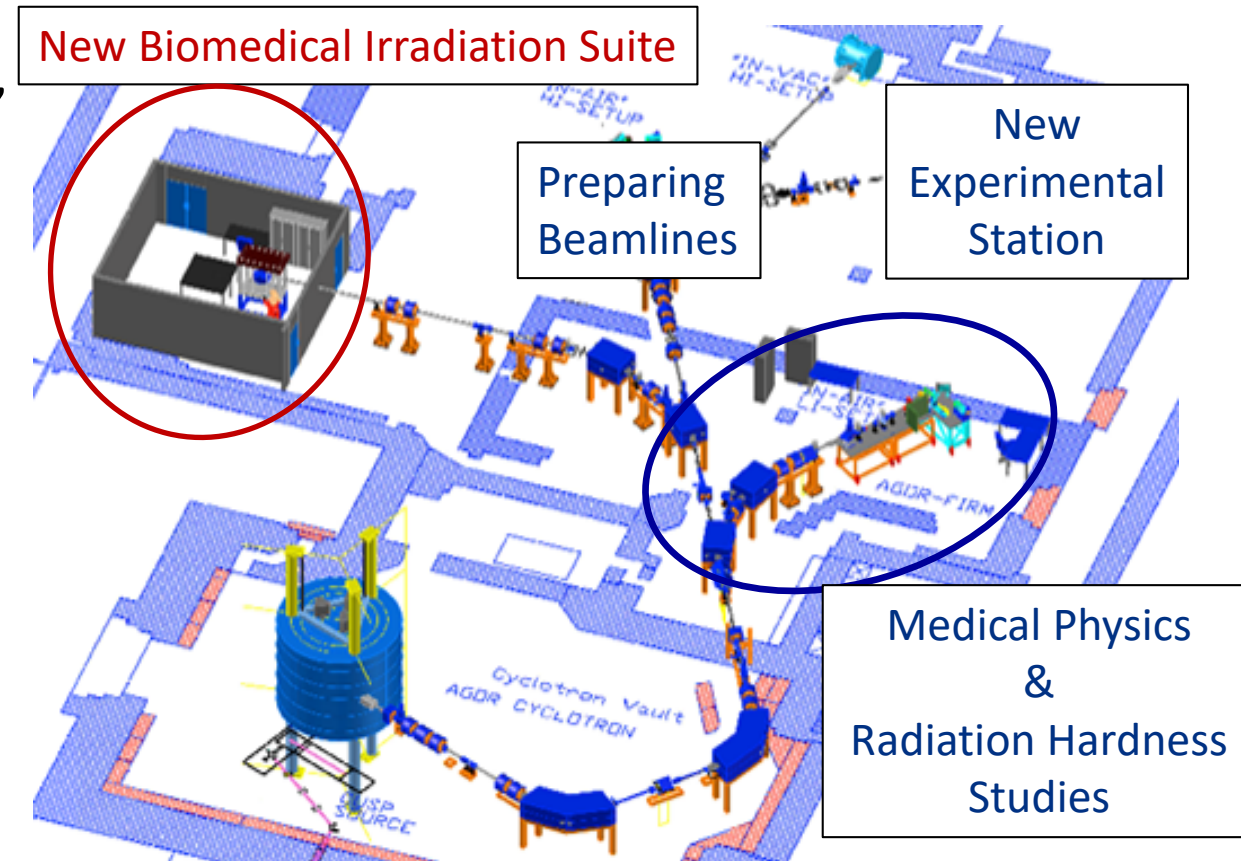 New Biomedical Irradiation Suite
*IN-VAC*
HI-SETUP
*IN-AIR*
HI-SETUP
New
Experimental
Station
Preparing
Beamlines
*IN-AIR*
LI-SETUP
AGOR-FIRM
Medical Physics
&
Radiation Hardness
Studies
Cyclotron Vault
AGOR CYCLOTRON
SOURCE